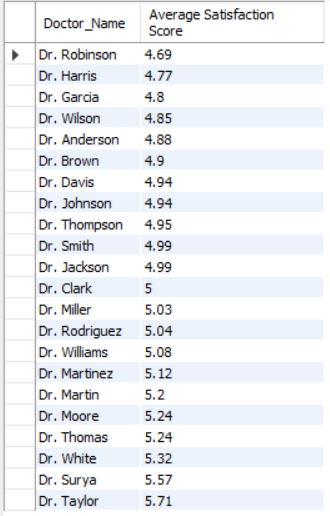 Doctor_Name Average Satisfaction
Score
Dr. Robinson 4.69
Dr. Harris 4.77
Dr. Garcia 4.8
Dr. Wilson 4.85
Dr. Anderson 4.88
Dr. Brown 4.9
Dr. Davis 4.94
Dr. Johnson 4.94
Dr. Thompson 4.95
Dr. Smith 4.99
Dr. Jackson 4.99
Dr. Clark 5
Dr. Miller 5.03
Dr. Rodriguez 5.04
Dr. Williams 5.08
Dr. Martinez 5.12
Dr. Martin 5.2
Dr. Moore 5.24
Dr. Thomas 5.24
Dr. White 5.32
Dr. Surya 5.57
Dr. Taylor 5.71